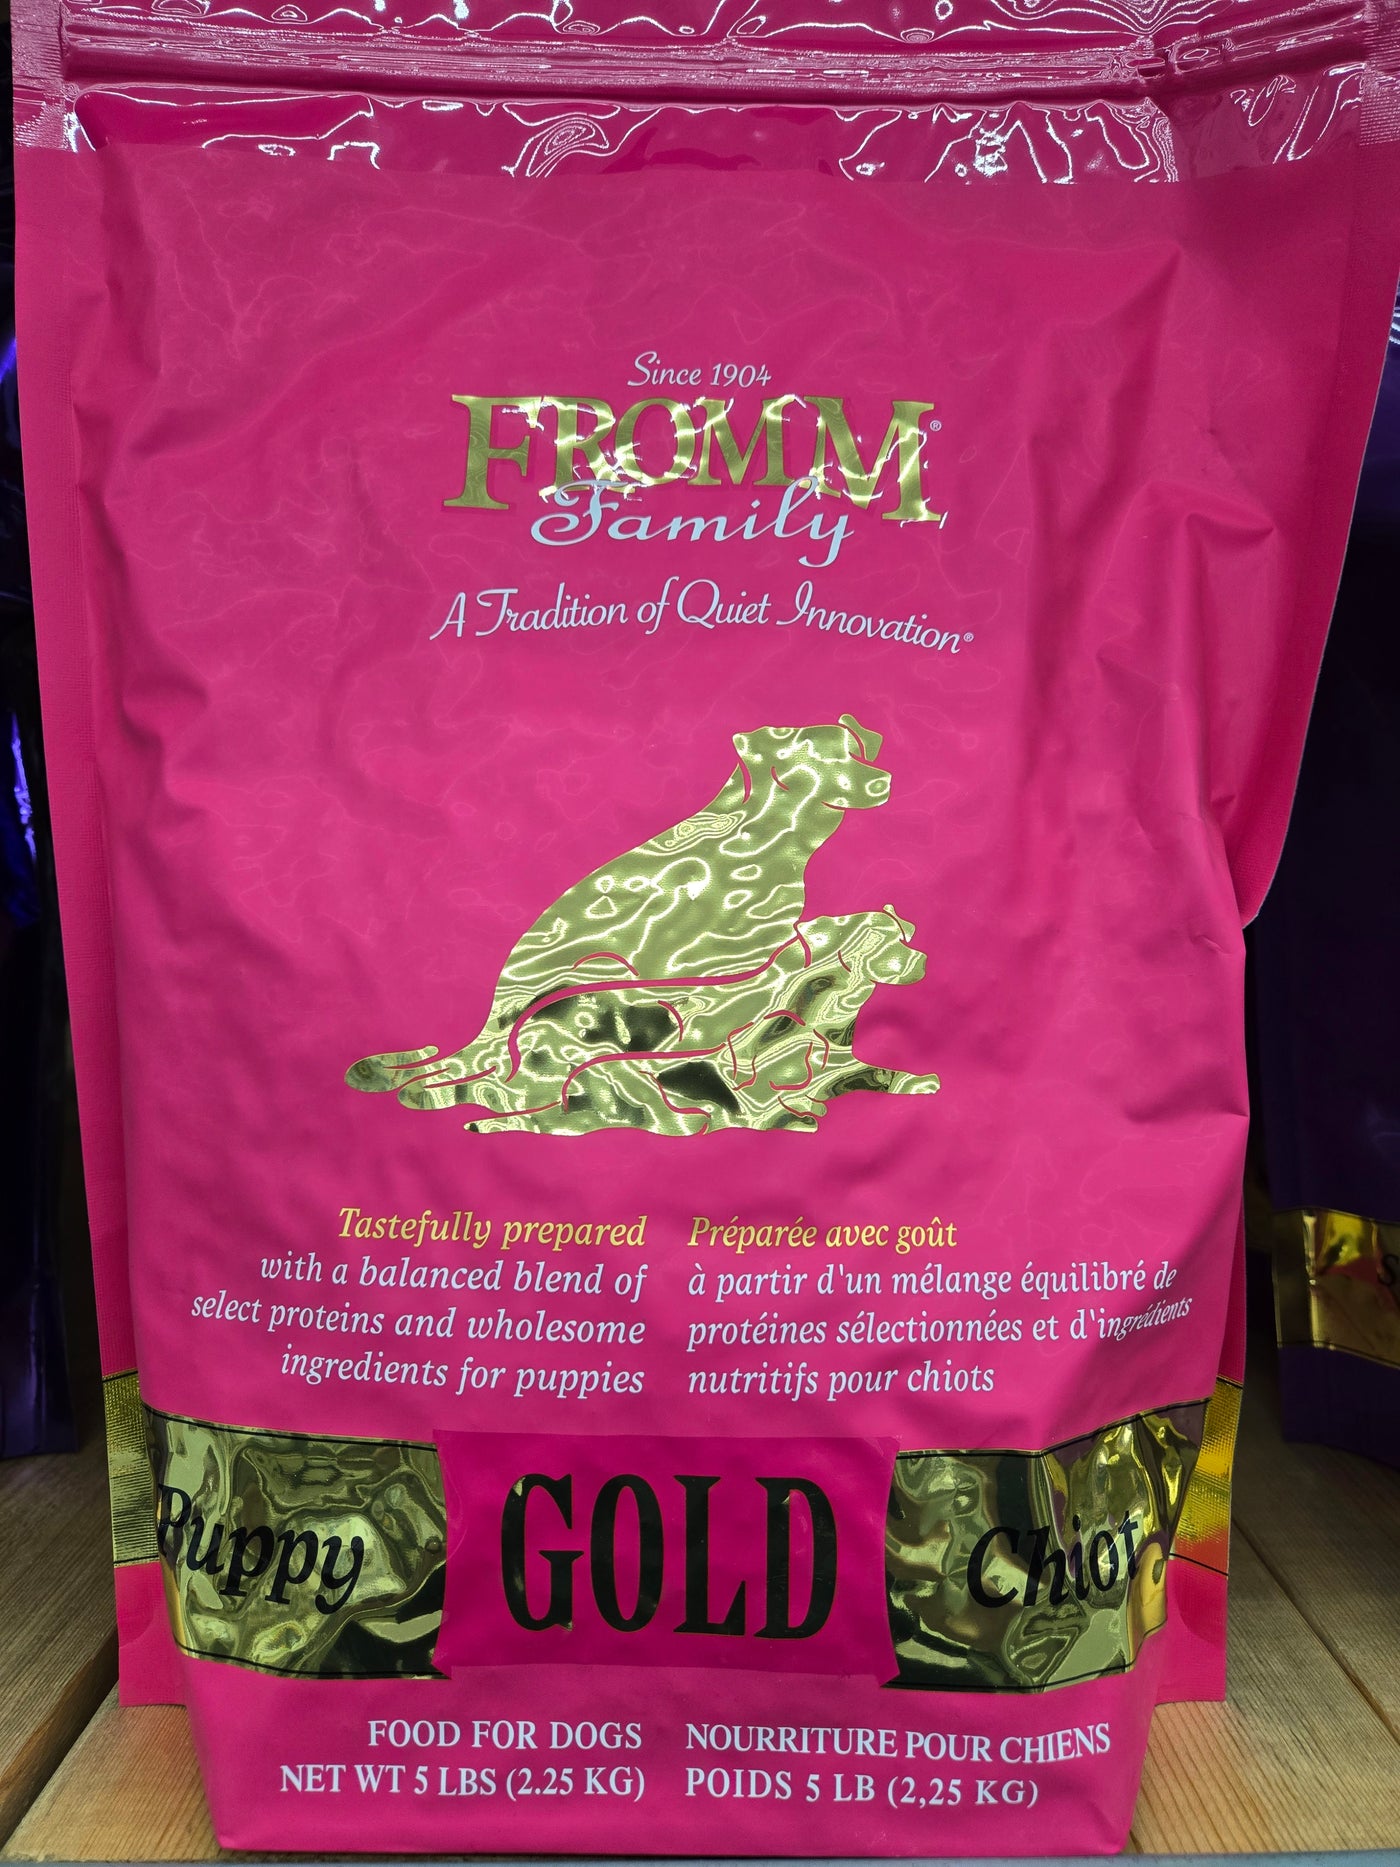 Since 1904
FROMM®
Family
A Tradition of Quiet Innovation®
Tastefully prepared
with a balanced blend of
select proteins and wholesome
ingredients for puppies
Préparée avec goût
à partir d'un mélange équilibré de
protéines sélectionnées et d'ingrédients
nutritifs pour chiots
Puppy
GOLD
Chiot
FOOD FOR DOGS
NET WT 5 LBS (2.25 KG)
NOURRITURE POUR CHIENS
POIDS 5 LB (2,25 KG)